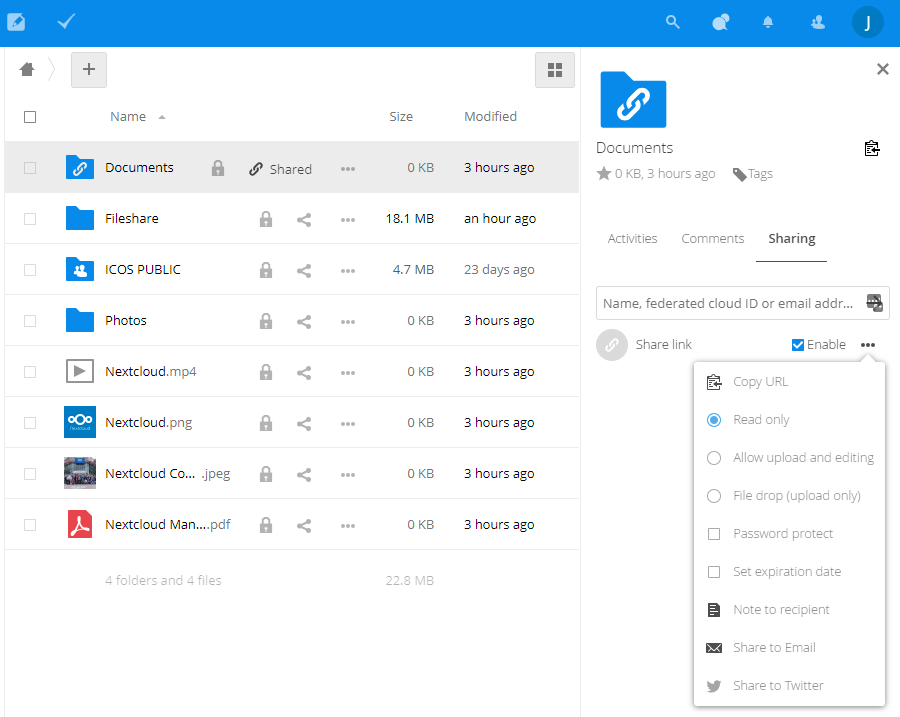 J
Name Size Modified
Documents Shared ••• 0 KB 3 hours ago
Fileshare ••• 18.1 MB an hour ago
ICOS PUBLIC ••• 4.7 MB 23 days ago
Photos ••• 0 KB 3 hours ago
Nextcloud.mp4 ••• 0 KB 3 hours ago
Nextcloud.png ••• 0 KB 3 hours ago
Nextcloud Co... .jpeg ••• 0 KB 3 hours ago
Nextcloud Man....pdf ••• 0 KB 3 hours ago
4 folders and 4 files 22.8 MB
Documents
0 KB, 3 hours ago Tags
Activities Comments Sharing
Name, federated cloud ID or email addr...
Share link Enable •••
Copy URL
Read only
Allow upload and editing
File drop (upload only)
Password protect
Set expiration date
Note to recipient
Share to Email
Share to Twitter